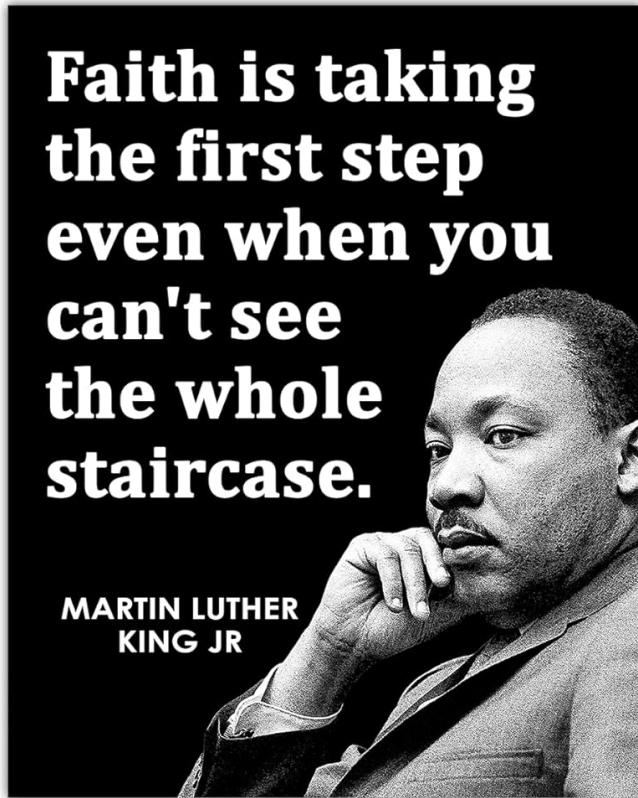 Faith is taking
the first step
even when you
can't see
the whole
staircase.
MARTIN LUTHER
KING JR